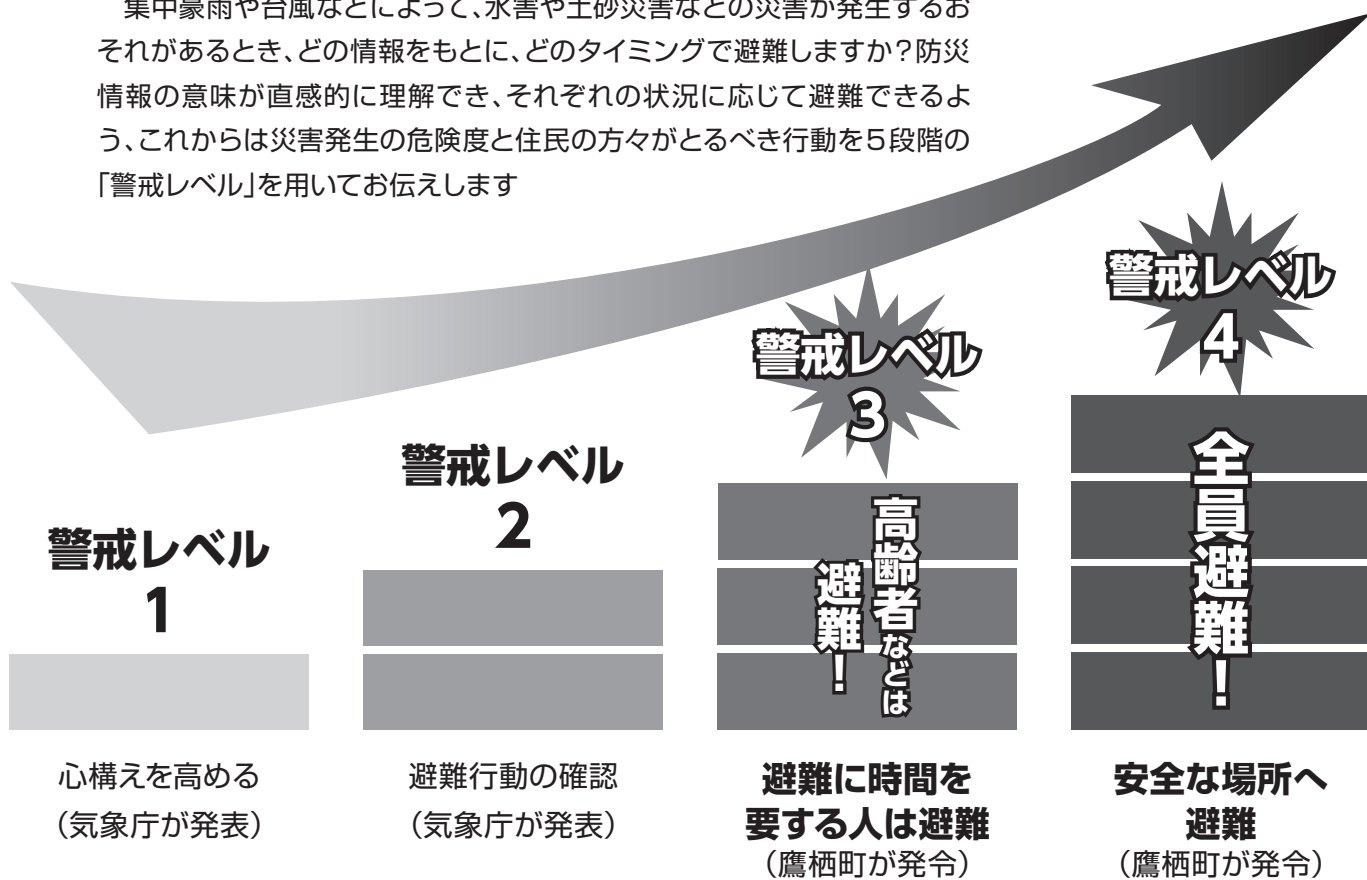 集中豪雨や台風などによって、水害や土砂災害などの災害が発生するお
それがあるとき、どの情報をもとに、どのタイミングで避難しますか？防災
情報の意味が直感的に理解でき、それぞれの状況に応じて避難できるよ
う、これからは災害発生の危険度と住民の方々がとるべき行動を5段階の
「警戒レベル」を用いてお伝えします
警戒レベル
1
心構えを高める
（気象庁が発表）
警戒レベル
2
避難行動の確認
（気象庁が発表）
警戒レベル
3
高齢者などは
避難！
避難に時間を
要する人は避難
（鷹栖町が発令）
警戒レベル
4
全員避難！
安全な場所へ
避難
（鷹栖町が発令）